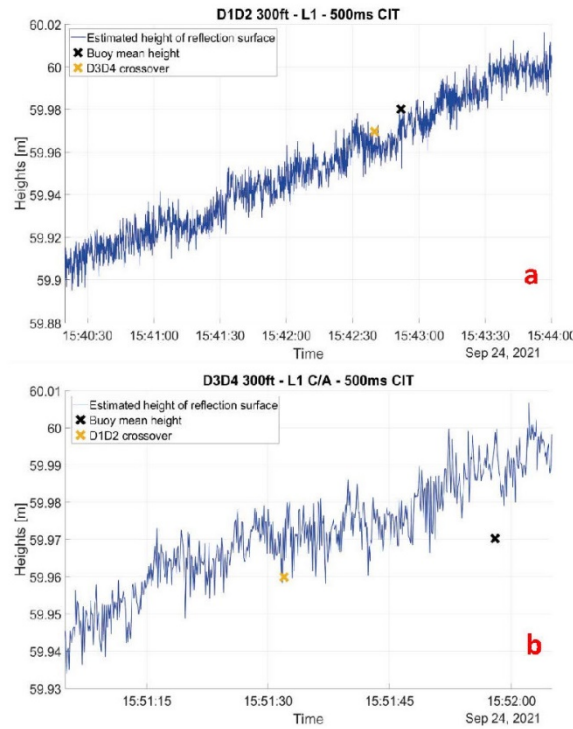 D1D2 300ft - L1 - 500ms CIT
60.02
60
59.98
59.96
59.94
59.92
59.9
59.88
Heights [m]
Estimated height of reflection surface
Buoy mean height
D3D4 crossover
a
15:40:30 15:41:00 15:41:30 15:42:00 15:42:30 15:43:00 15:43:30 15:44:00
Time
Sep 24, 2021
D3D4 300ft - L1 C/A - 500ms CIT
60.01
60
59.99
59.98
59.97
59.96
59.95
59.94
59.93
Heights [m]
Estimated height of reflection surface
Buoy mean height
D1D2 crossover
b
15:51:15 15:51:30 15:51:45 15:52:00
Time
Sep 24, 2021